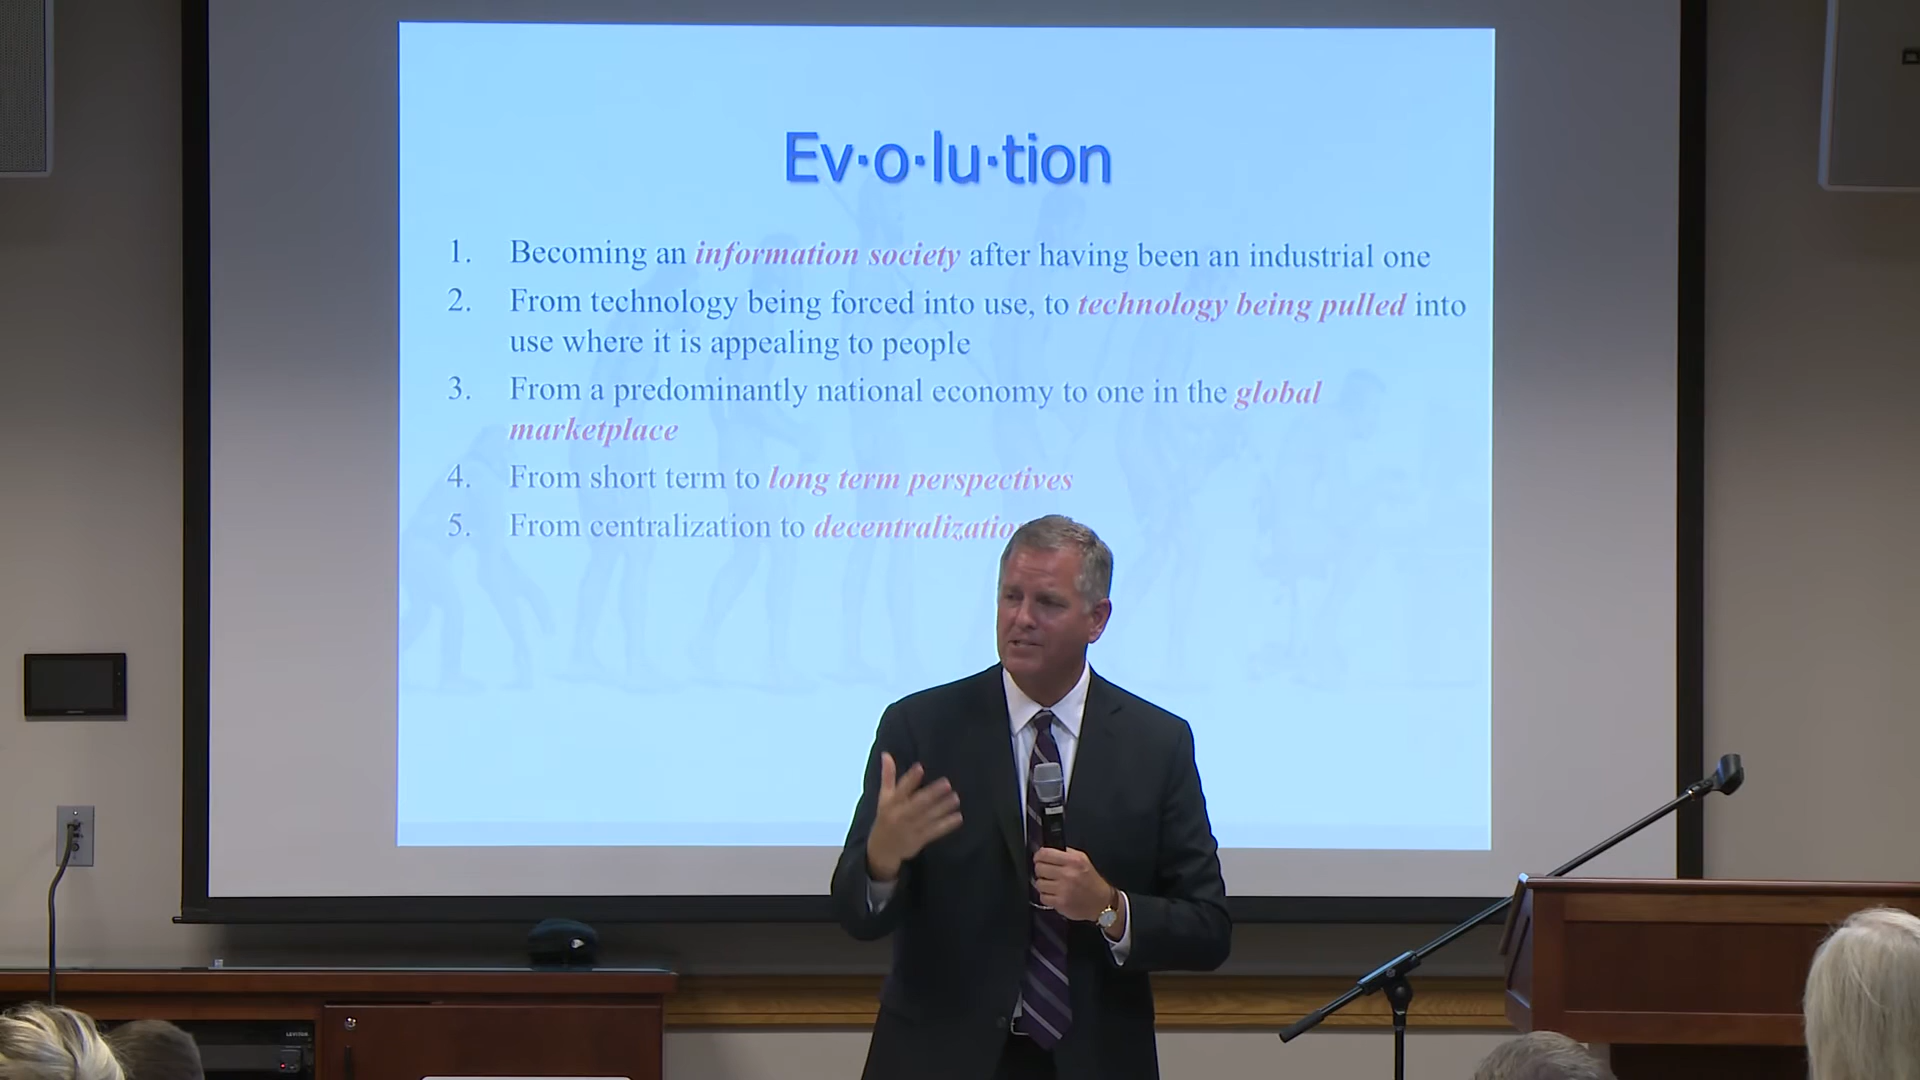 Ev·o·lu·tion
1. Becoming an information society after having been an industrial one
2. From technology being forced into use, to technology being pulled into
use where it is appealing to people
3. From a predominantly national economy to one in the global
marketplace
4. From short term to long term perspectives
5. From centralization to decentralizatio